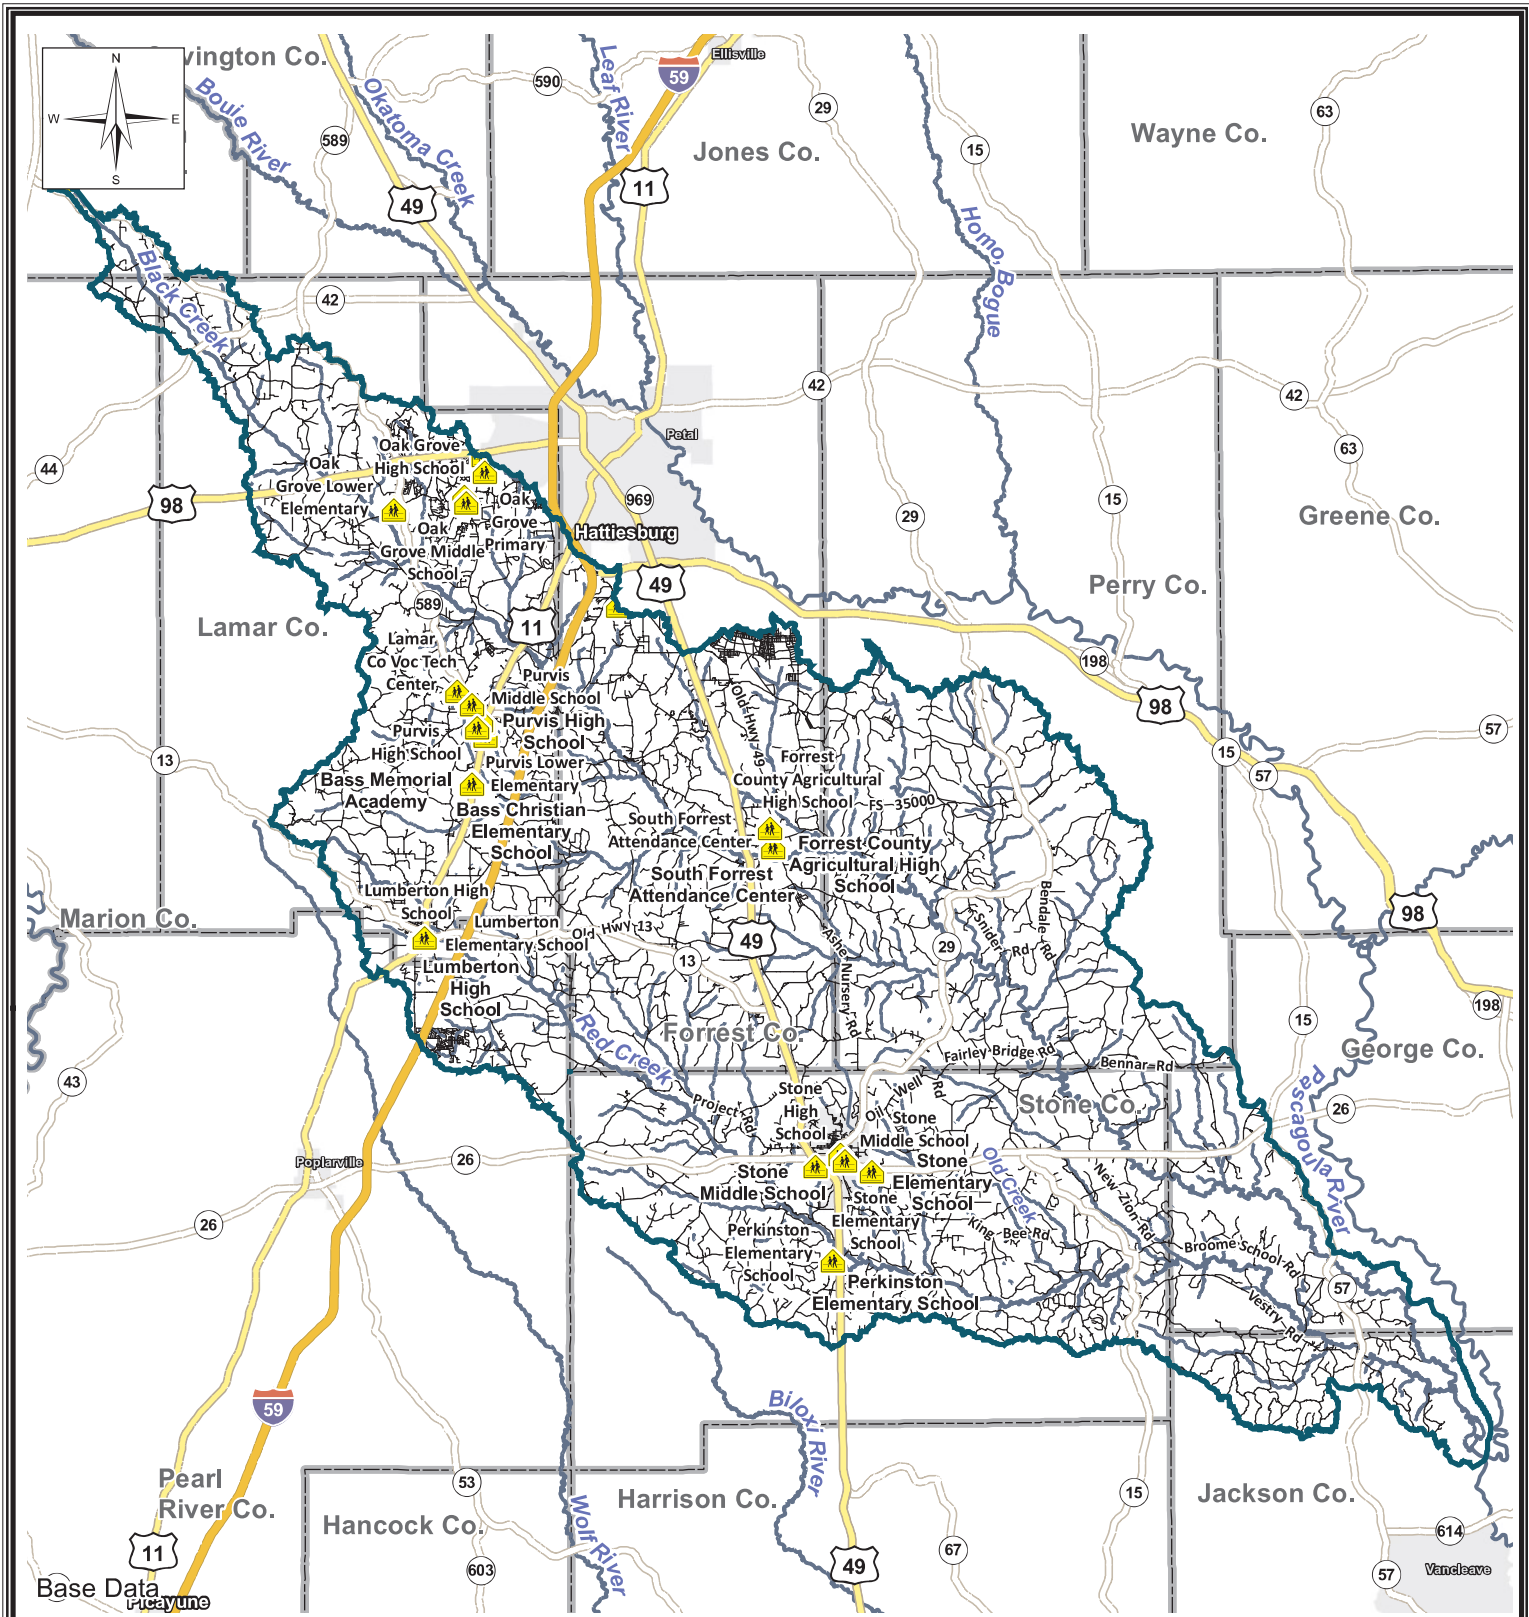 N
W
E
S
vington Co.
Bouie River
Okatoma Creek
Leaf River
59
Ellisville
590
589
49
11
29
Jones Co.
15
Wayne Co.
63
Homo, Bogue
Black Creek
42
42
42
Petal
44
98
Oak Grove
High School
Oak
Grove Lower
Elementary
Oak
Grove
Primary
Oak
Grove Middle
School
969
Hattiesburg
29
15
63
Greene Co.
49
Perry Co.
589
11
Lamar Co.
Lamar
Co Voc Tech
Center
Purvis
Middle School
Purvis High
School
Purvis
High School
Purvis Lower
Elementary
Bass Memorial
Academy
Bass Christian
Elementary
School
198
98
15
57
57
13
Old Hwy 49
Forrest
County Agricultural
High School
FS 35000
South Forrest
Attendance Center
Forrest County
Agricultural High
School
South Forrest
Attendance Center
Lumberton High
School
Lumberton
Elementary School
Lumberton
High
School
Marion Co.
Old Hwy 13
13
49
29
Ashe Nursery Rd
Snider Rd
Bendale Rd
98
198
15
George Co.
Forrest Co.
Red Creek
43
Fairley Bridge Rd
Bennar Rd
Stone
High
School
Project Rd
Oil Well Rd
Stone Co.
Stone
Middle School
Pascagoula River
26
Poplarville
26
26
Stone
Middle School
Stone
Elementary
School
Stone
Elementary
School
Old Creek
New Zion Rd
King Bee Rd
Broome School Rd
Vestry Rd
57
Perkinston
Elementary
School
Perkinston
Elementary School
59
Biloxi River
Pearl
River Co.
53
Harrison Co.
Hancock Co.
Wolf River
15
Jackson Co.
614
11
603
49
67
57
Vancleave
Base Data
Picayune